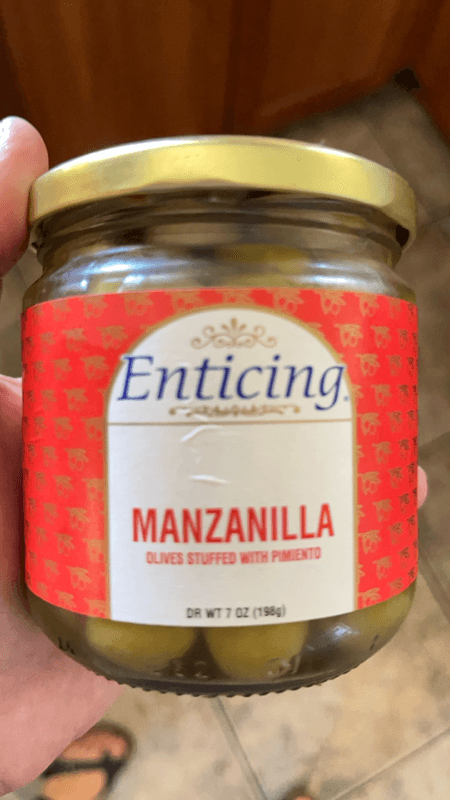 Enticing
MANZANILLA
OLIVES STUFFED WITH PIMIENTO
DR WT 7 OZ (198g)